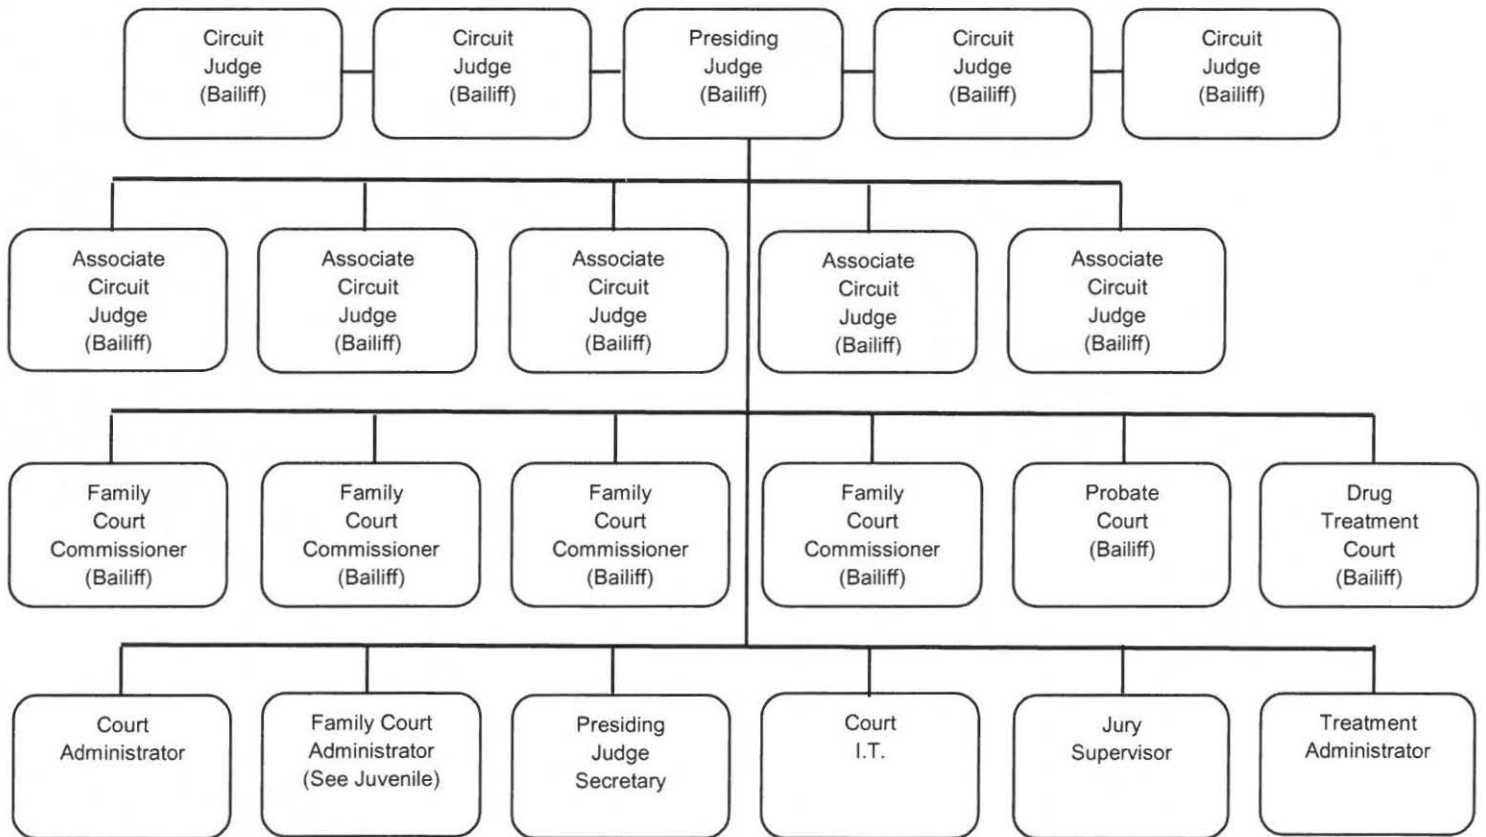 Circuit
Judge
(Bailiff)
Circuit
Judge
(Bailiff)
Presiding
Judge
(Bailiff)
Circuit
Judge
(Bailiff)
Circuit
Judge
(Bailiff)
Associate
Circuit
Judge
(Bailiff)
Associate
Circuit
Judge
(Bailiff)
Associate
Circuit
Judge
(Bailiff)
Associate
Circuit
Judge
(Bailiff)
Associate
Circuit
Judge
(Bailiff)
Family
Court
Commissioner
(Bailiff)
Family
Court
Commissioner
(Bailiff)
Family
Court
Commissioner
(Bailiff)
Family
Court
Commissioner
(Bailiff)
Probate
Court
(Bailiff)
Drug
Treatment
Court
(Bailiff)
Court
Administrator
Family Court
Administrator
(See Juvenile)
Presiding
Judge
Secretary
Court
I.T.
Jury
Supervisor
Treatment
Administrator